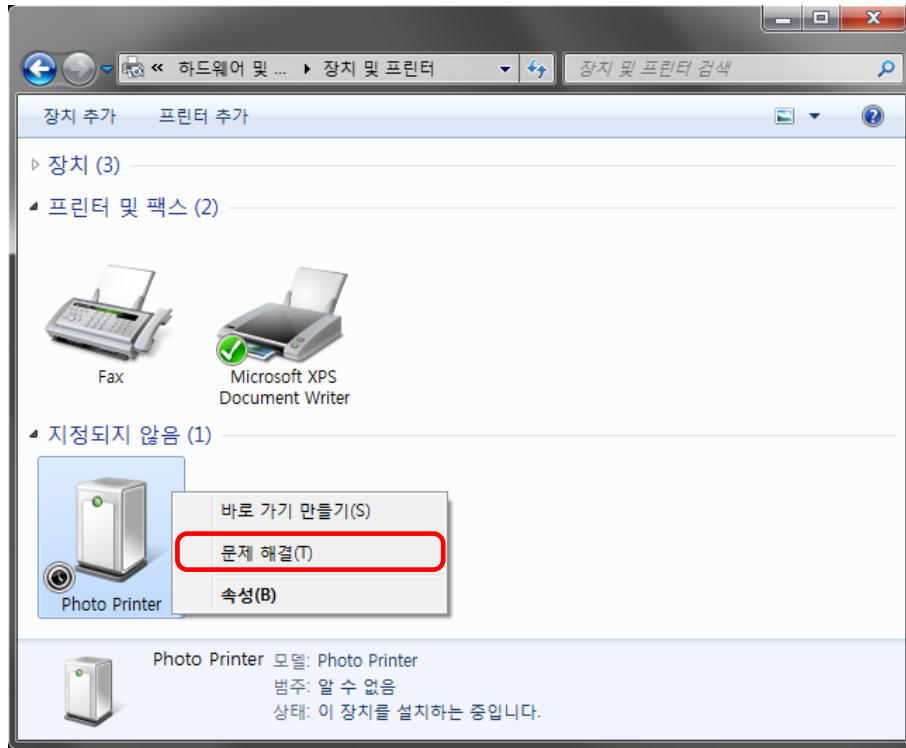 « 하드웨어 및 ... ▸ 장치 및 프린터
장치 및 프린터 검색
장치 추가 프린터 추가
장치 (3)
프린터 및 팩스 (2)
Fax
Microsoft XPS
Document Writer
지정되지 않음 (1)
Photo Printer
바로 가기 만들기(S)
문제 해결(T)
속성(B)
Photo Printer 모델: Photo Printer
범주: 알 수 없음
상태: 이 장치를 설치하는 중입니다.